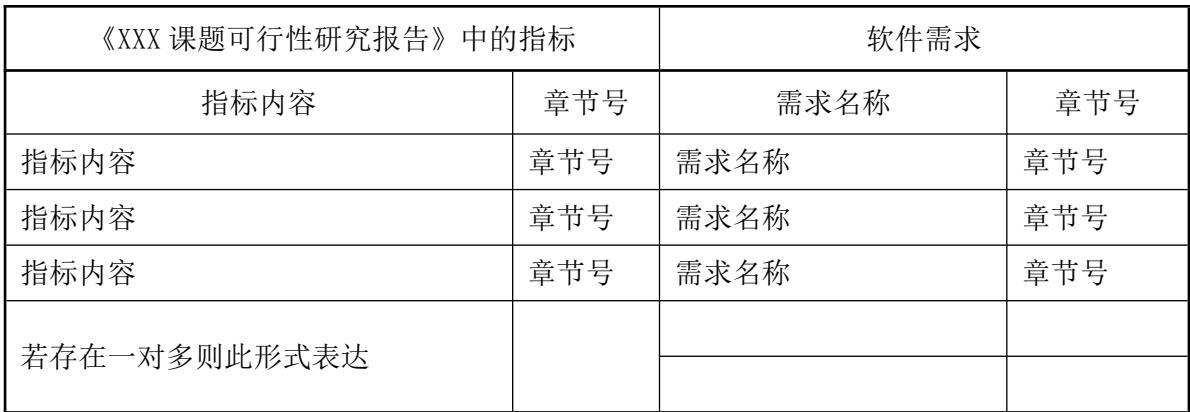 《XXX 课题可行性研究报告》中的指标 软件需求
指标内容 章节号 需求名称 章节号
指标内容 章节号 需求名称 章节号
指标内容 章节号 需求名称 章节号
指标内容 章节号 需求名称 章节号
若存在一对多则此形式表达